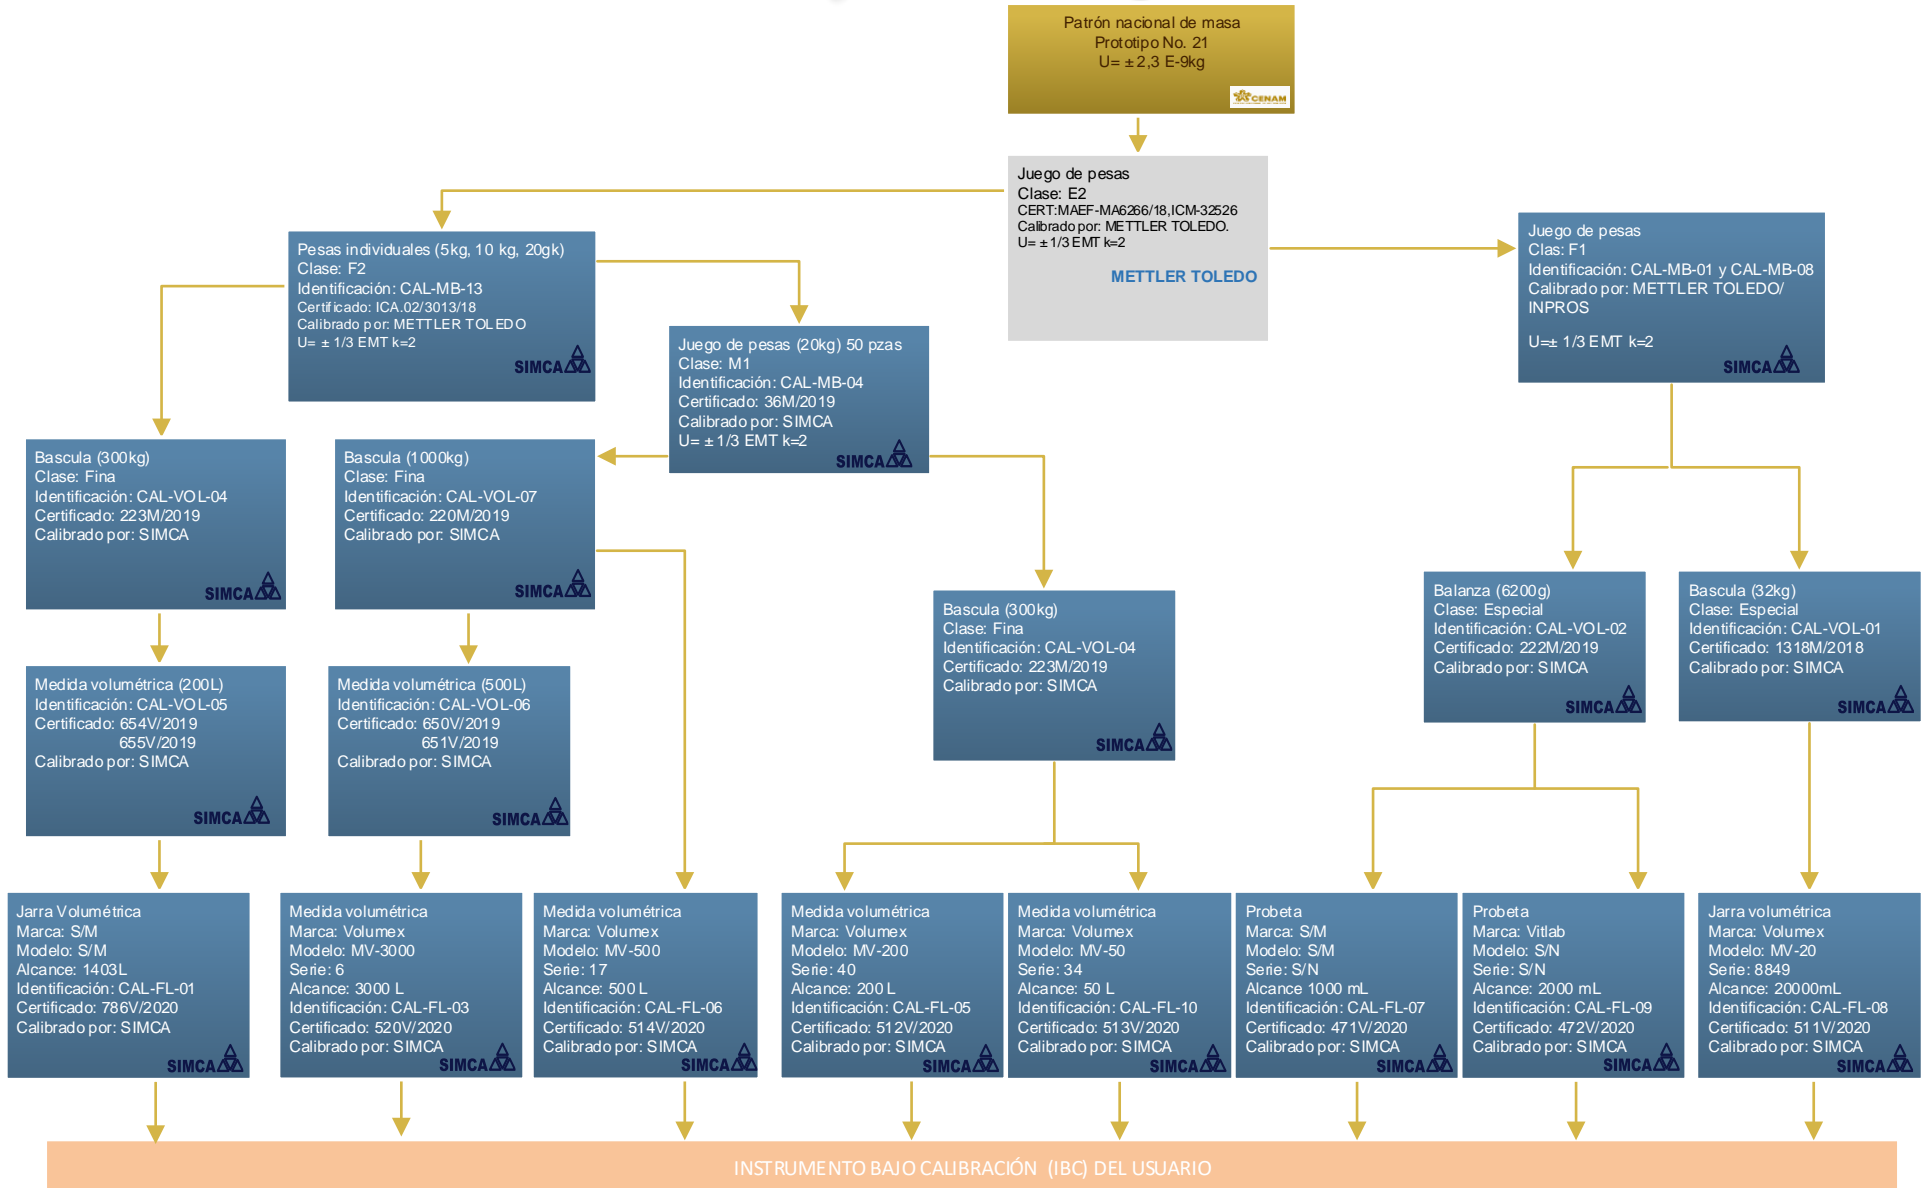 Patrón nacional de masa
Prototipo No. 21
U= ± 2,3 E-9kg
CENAM
Juego de pesas
Clase: E2
CERT:MAEF-MA6266/18,ICM-32526
Calibrado por: METTLER TOLEDO.
U= ± 1/3 EMT k=2
METTLER TOLEDO
Pesas individuales (5kg, 10 kg, 20gk)
Clase: F2
Identificación: CAL-MB-13
Certificado: ICA.02/3013/18
Calibrado por: METTLER TOLEDO
U= ± 1/3 EMT k=2
SIMCA
Juego de pesas
Clas: F1
Identificación: CAL-MB-01 y CAL-MB-08
Calibrado por: METTLER TOLEDO/
INPROS
U=± 1/3 EMT k=2
SIMCA
Juego de pesas (20kg) 50 pzas
Clase: M1
Identificación: CAL-MB-04
Certificado: 36M/2019
Calibrado por: SIMCA
U= ± 1/3 EMT k=2
SIMCA
Bascula (300kg)
Clase: Fina
Identificación: CAL-VOL-04
Certificado: 223M/2019
Calibrado por: SIMCA
SIMCA
Bascula (1000kg)
Clase: Fina
Identificación: CAL-VOL-07
Certificado: 220M/2019
Calibrado por: SIMCA
SIMCA
Bascula (300kg)
Clase: Fina
Identificación: CAL-VOL-04
Certificado: 223M/2019
Calibrado por: SIMCA
SIMCA
Balanza (6200g)
Clase: Especial
Identificación: CAL-VOL-02
Certificado: 222M/2019
Calibrado por: SIMCA
SIMCA
Bascula (32kg)
Clase: Especial
Identificación: CAL-VOL-01
Certificado: 1318M/2018
Calibrado por: SIMCA
SIMCA
Medida volumétrica (200L)
Identificación: CAL-VOL-05
Certificado: 654V/2019
655V/2019
Calibrado por: SIMCA
SIMCA
Medida volumétrica (500L)
Identificación: CAL-VOL-06
Certificado: 650V/2019
651V/2019
Calibrado por: SIMCA
SIMCA
Jarra Volumétrica
Marca: S/M
Modelo: S/M
Alcance: 1403L
Identificación: CAL-FL-01
Certificado: 786V/2020
Calibrado por: SIMCA
SIMCA
Medida volumétrica
Marca: Volumex
Modelo: MV-3000
Serie: 6
Alcance: 3000 L
Identificación: CAL-FL-03
Certificado: 520V/2020
Calibrado por: SIMCA
SIMCA
Medida volumétrica
Marca: Volumex
Modelo: MV-500
Serie: 17
Alcance: 500 L
Identificación: CAL-FL-06
Certificado: 514V/2020
Calibrado por: SIMCA
SIMCA
Medida volumétrica
Marca: Volumex
Modelo: MV-200
Serie: 40
Alcance: 200 L
Identificación: CAL-FL-05
Certificado: 512V/2020
Calibrado por: SIMCA
SIMCA
Medida volumétrica
Marca: Volumex
Modelo: MV-50
Serie: 34
Alcance: 50 L
Identificación: CAL-FL-10
Certificado: 513V/2020
Calibrado por: SIMCA
SIMCA
Probeta
Marca: S/M
Modelo: S/M
Serie: S/N
Alcance 1000 mL
Identificación: CAL-FL-07
Certificado: 471V/2020
Calibrado por: SIMCA
SIMCA
Probeta
Marca: Vitlab
Modelo: S/N
Serie: S/N
Alcance: 2000 mL
Identificación: CAL-FL-09
Certificado: 472V/2020
Calibrado por: SIMCA
SIMCA
Jarra volumétrica
Marca: Volumex
Modelo: MV-20
Serie: 8849
Alcance: 20000mL
Identificación: CAL-FL-08
Certificado: 511V/2020
Calibrado por: SIMCA
SIMCA
INSTRUMENTO BAJO CALIBRACIÓN (IBC) DEL USUARIO